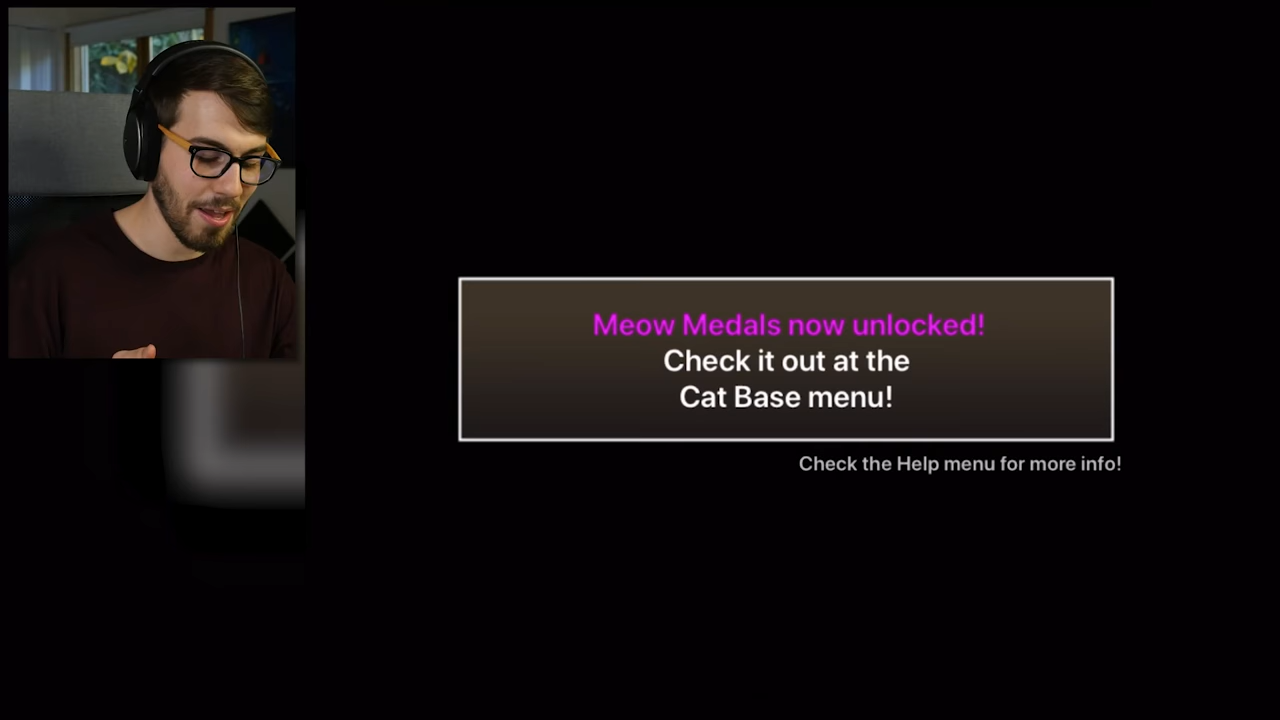 Meow Medals now unlocked!
Check it out at the
Cat Base menu!
Check the Help menu for more info!